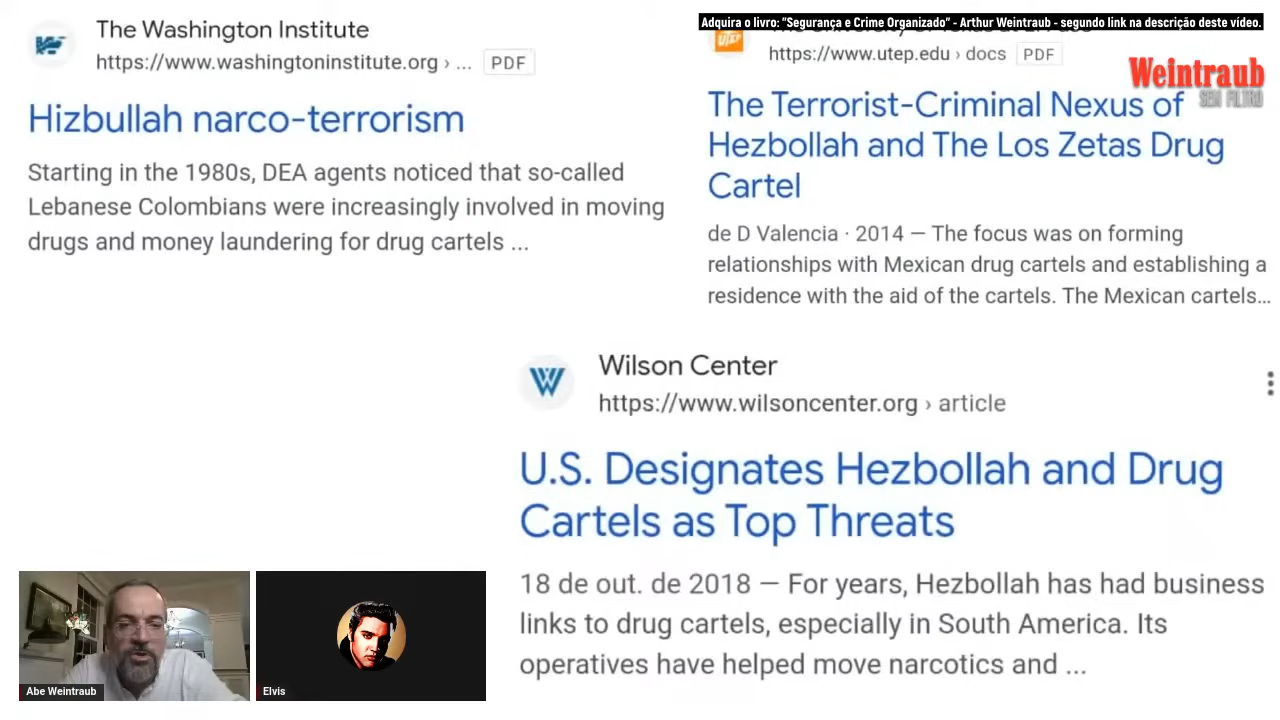 The Washington Institute
https://www.washingtoninstitute.org › ... PDF
Hizbullah narco-terrorism
Starting in the 1980s, DEA agents noticed that so-called
Lebanese Colombians were increasingly involved in moving
drugs and money laundering for drug cartels ...
Adquira o livro: "Segurança e Crime Organizado" - Arthur Weintraub - segundo link na descrição deste vídeo.
UTEP
https://www.utep.edu › docs PDF
Weintraub
SEM FILTRO
The Terrorist-Criminal Nexus of
Hezbollah and The Los Zetas Drug
Cartel
de D Valencia · 2014 — The focus was on forming
relationships with Mexican drug cartels and establishing a
residence with the aid of the cartels. The Mexican cartels...
W
Wilson Center
https://www.wilsoncenter.org › article
U.S. Designates Hezbollah and Drug
Cartels as Top Threats
18 de out. de 2018 — For years, Hezbollah has had business
links to drug cartels, especially in South America. Its
operatives have helped move narcotics and ...
Abe Weintraub
Elvis